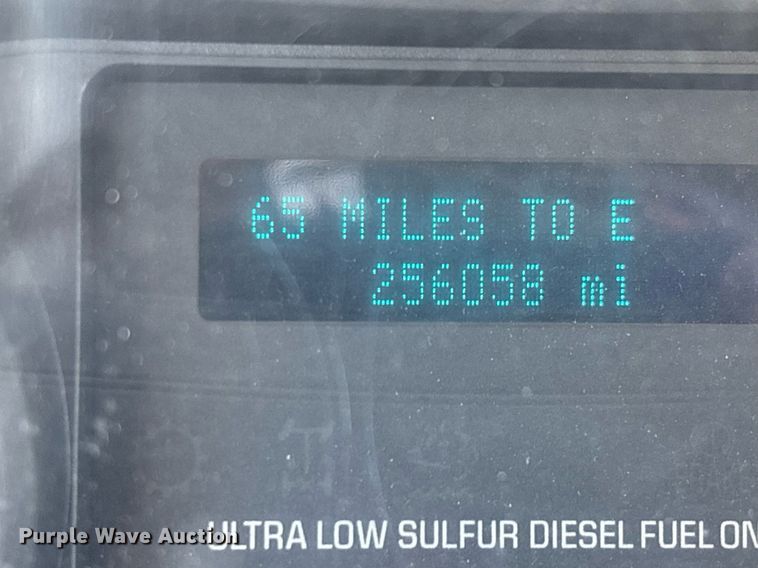 65 MILES TO E
256058 mi
ULTRA LOW SULFUR DIESEL FUEL ON
Purple Wave Auction